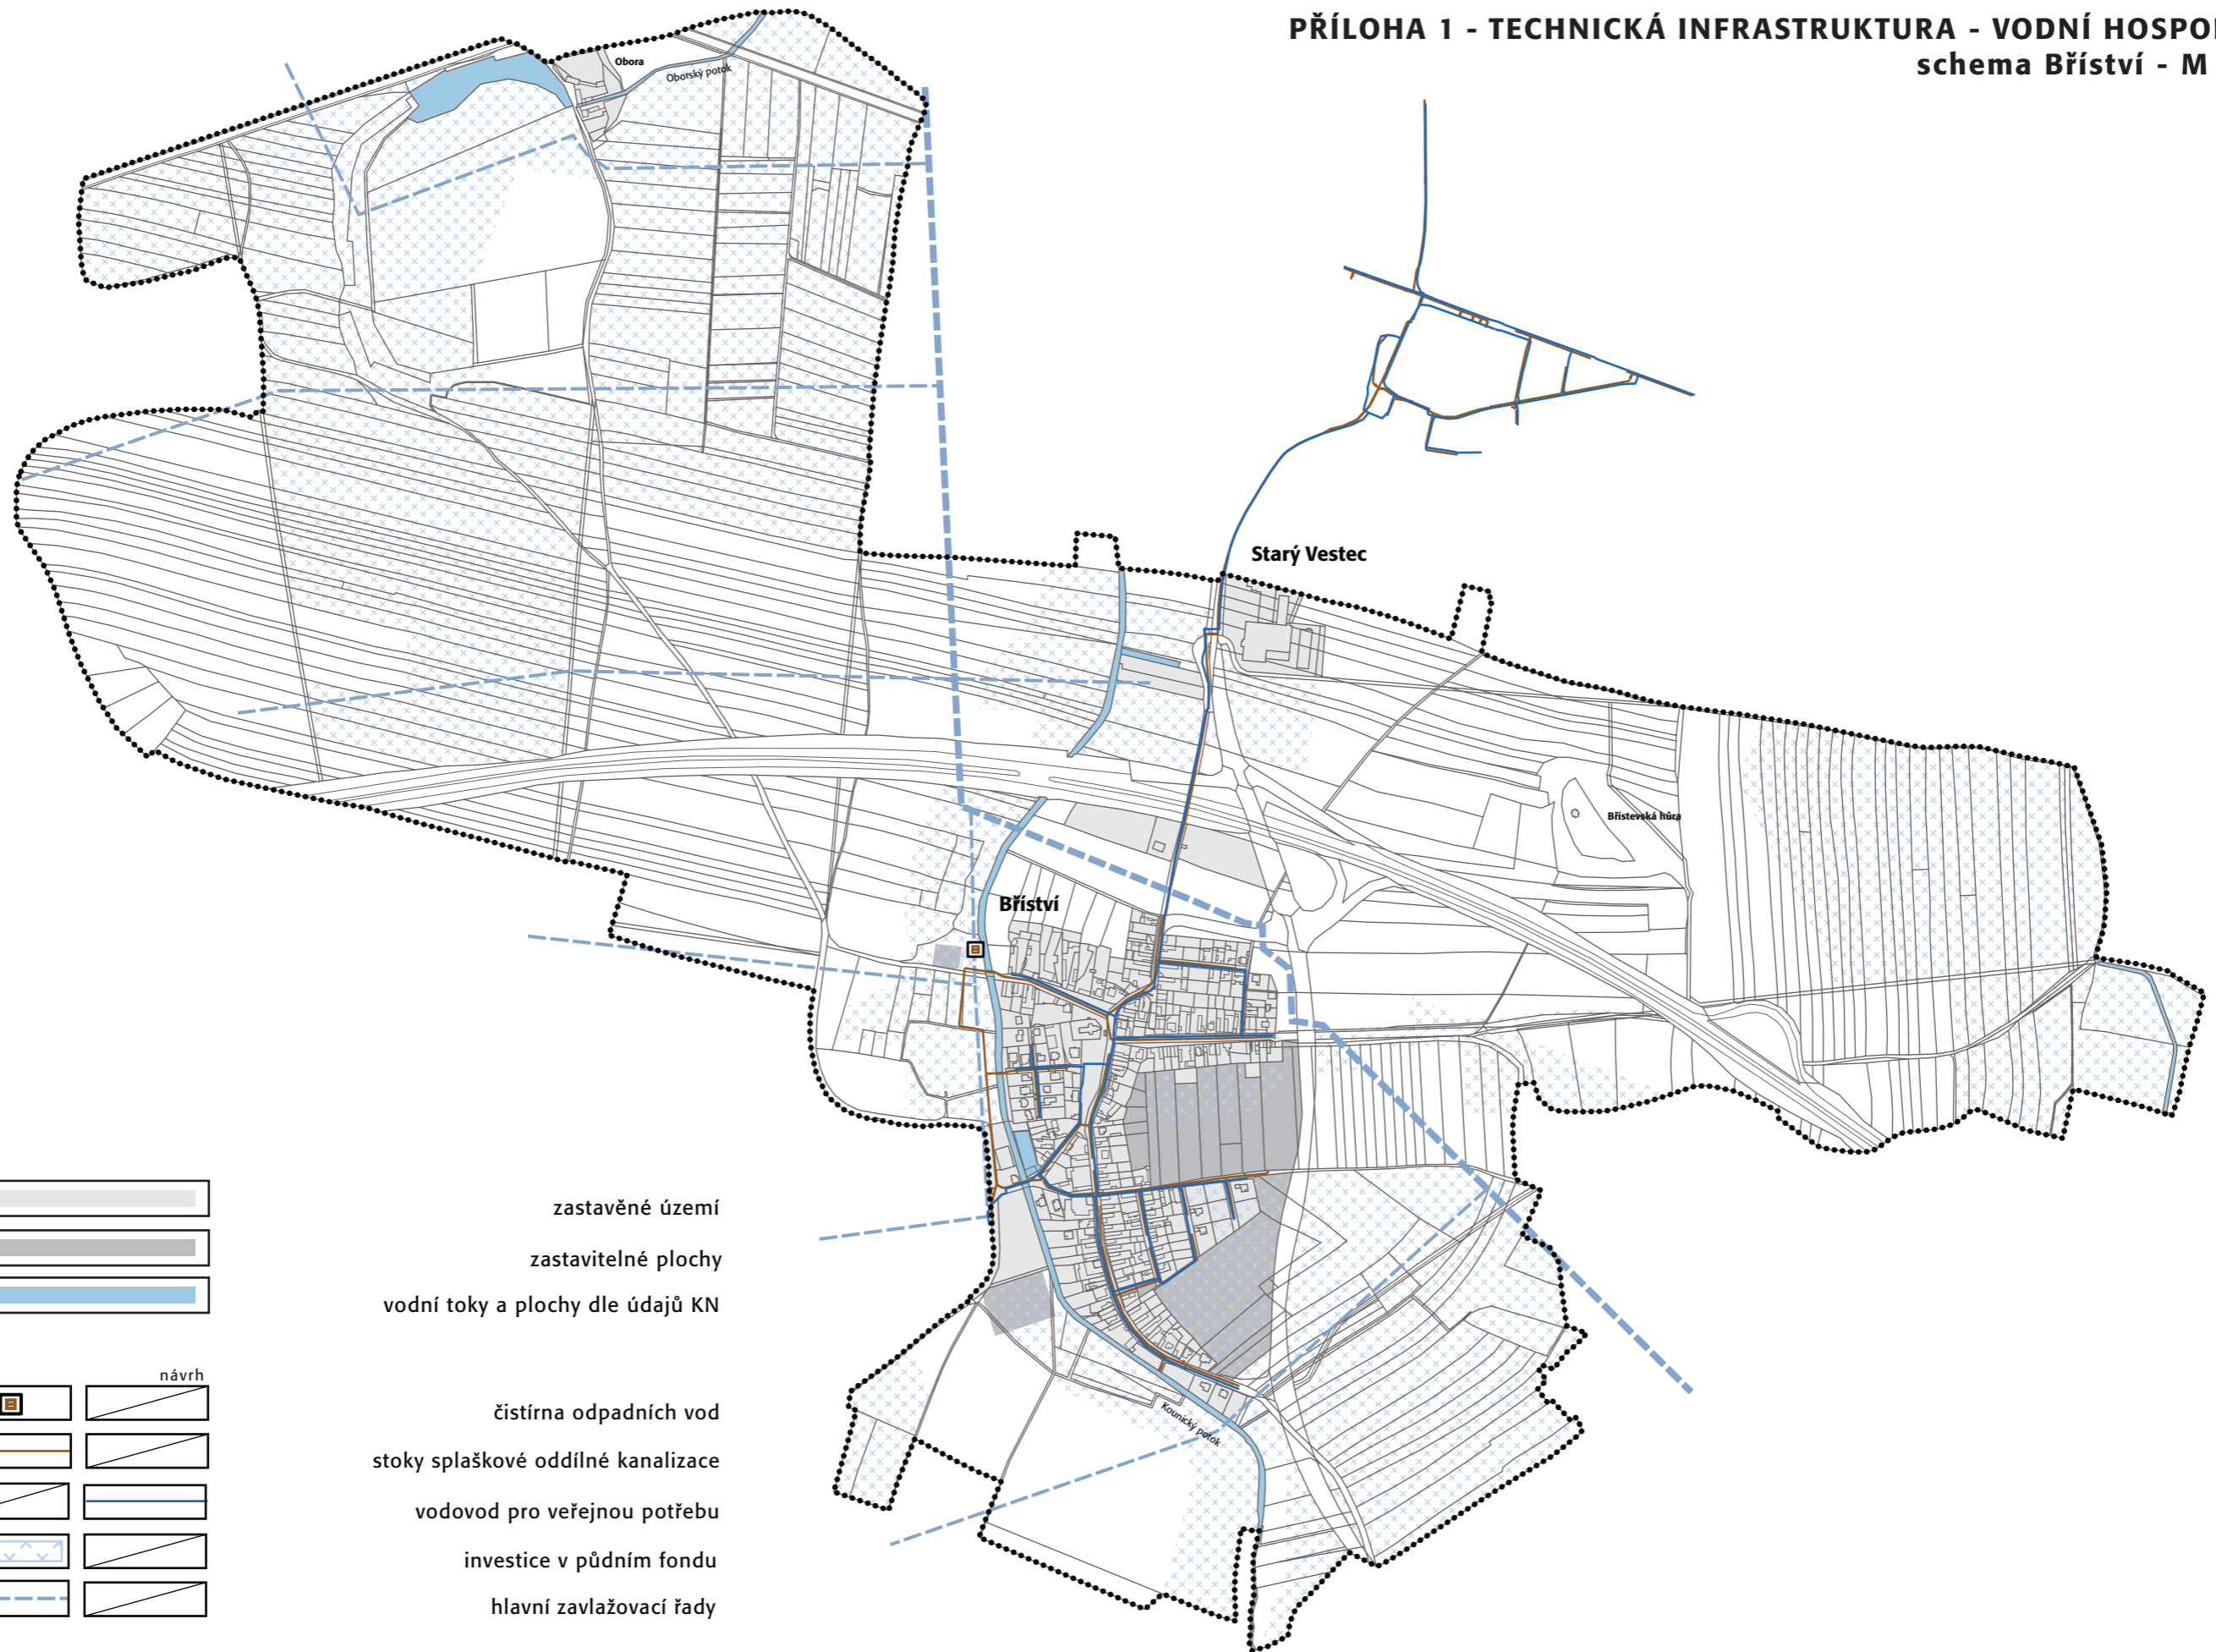 PŘÍLOHA 1 - TECHNICKÁ INFRASTRUKTURA - VODNÍ HOSPO
schema Bříství - M
Obora
Oborský potok
Starý Vestec
Břístevská hůra
Bříství
Kounický potok
zastavěné území
zastavitelné plochy
vodní toky a plochy dle údajů KN
návrh
čistírna odpadních vod
stoky splaškové oddílné kanalizace
vodovod pro veřejnou potřebu
investice v půdním fondu
hlavní zavlažovací řady